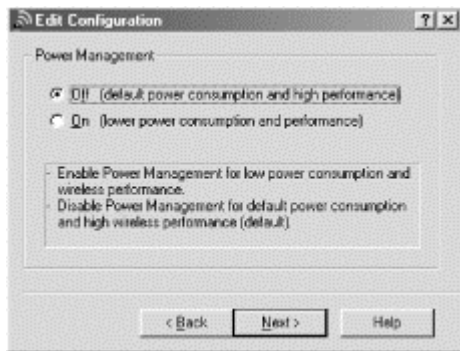 Edit Configuration
Power Management
Off (default power consumption and high performance)
On (lower power consumption and performance)
- Enable Power Management for low power consumption and
wireless performance.
- Disable Power Management for default power consumption
and high wireless performance (default).
< Back
Next >
Help